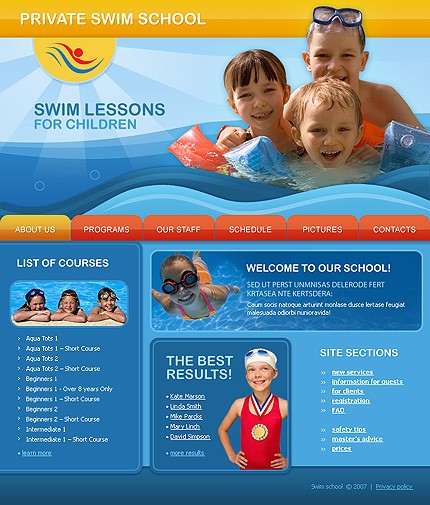 PRIVATE SWIM SCHOOL
SWIM LESSONS
FOR CHILDREN
ABOUT US
PROGRAMS
OUR STAFF
SCHEDULE
PICTURES
CONTACTS
LIST OF COURSES
Aqua Tots 1
Aqua Tots 1 – Short Course
Aqua Tots 2
Aqua Tots 2 – Short Course
Beginners 1
Beginners 1 - Over 8 years Only
Beginners 1 – Short Course
Beginners 2
Beginners 2 – Short Course
Intermediate 1
Intermediate 1 – Short Course
learn more
WELCOME TO OUR SCHOOL!
SED UT PERST UNMNISAS DELERODE FERT
KRTASEA NTE KERTSDERA:
Caum socis natoque arturint monlase dusce lertase feugiat
malesuada odiorbi nunioravida!
THE BEST
RESULTS!
Kate Marson
Linda Smith
Mike Parcks
Mary Linch
David Simpson
more results
SITE SECTIONS
new services
information for quests
for clients
registration
FAQ
safety tips
master's advice
prices
Swim school © 2007 | Privacy policy